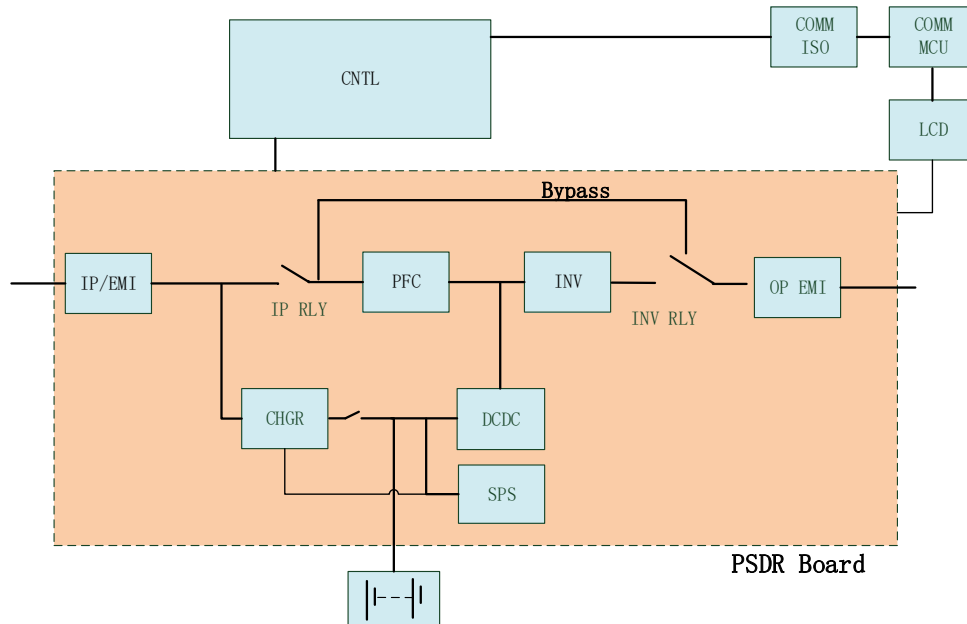 COMM
ISO
COMM
MCU
CNTL
LCD
Bypass
IP/EMI
PFC
INV
OP EMI
IP RLY
INV RLY
CHGR
DCDC
SPS
PSDR Board